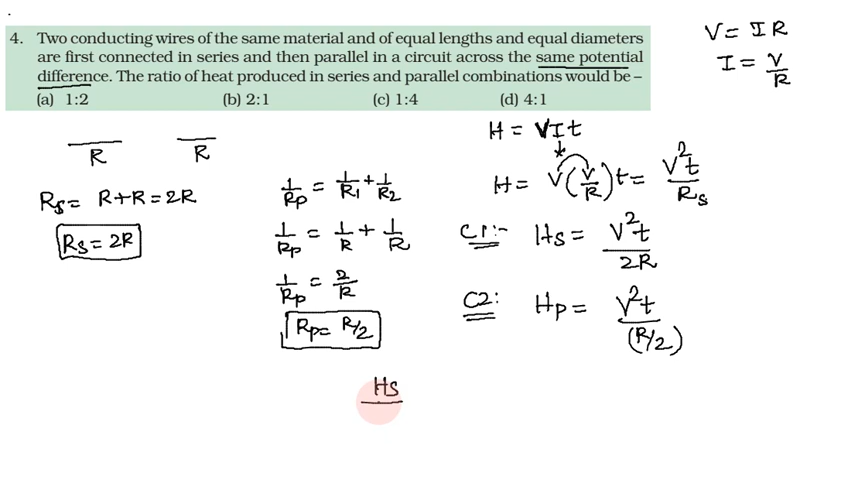 4. Two conducting wires of the same material and of equal lengths and equal diameters
are first connected in series and then parallel in a circuit across the same potential
difference. The ratio of heat produced in series and parallel combinations would be –
(a) 1:2 (b) 2:1 (c) 1:4 (d) 4:1
V = IR
I = V/R
R R
Rs = R+R = 2R
Rs = 2R
1/Rp = 1/R1 + 1/R2
1/Rp = 1/R + 1/R
1/Rp = 2/R
Rp = R/2
H = VIt
H = V(V/R)t = V²t/Rs
C1:- Hs = V²t/2R
C2: Hp = V²t/(R/2)
Hs